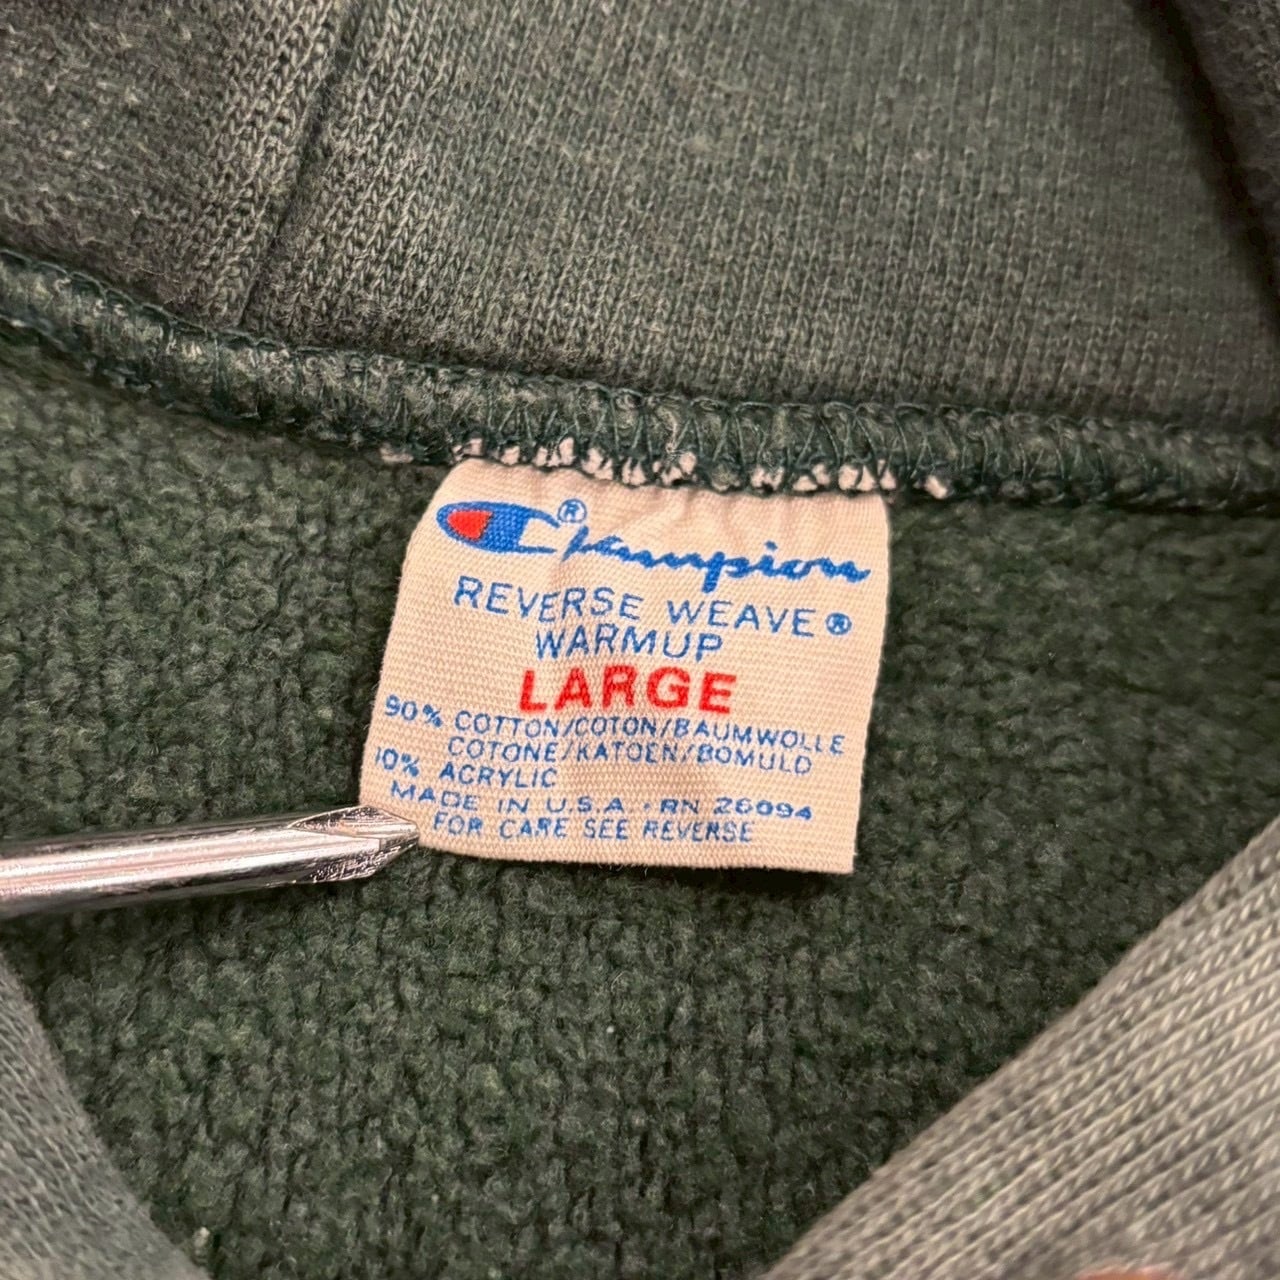 Champion®
REVERSE WEAVE®
WARMUP
LARGE
90% COTTON/COTON/BAUMWOLLE
COTONE/KATOEN/BOMULD
10% ACRYLIC
MADE IN U.S.A. · RN 26094
FOR CARE SEE REVERSE